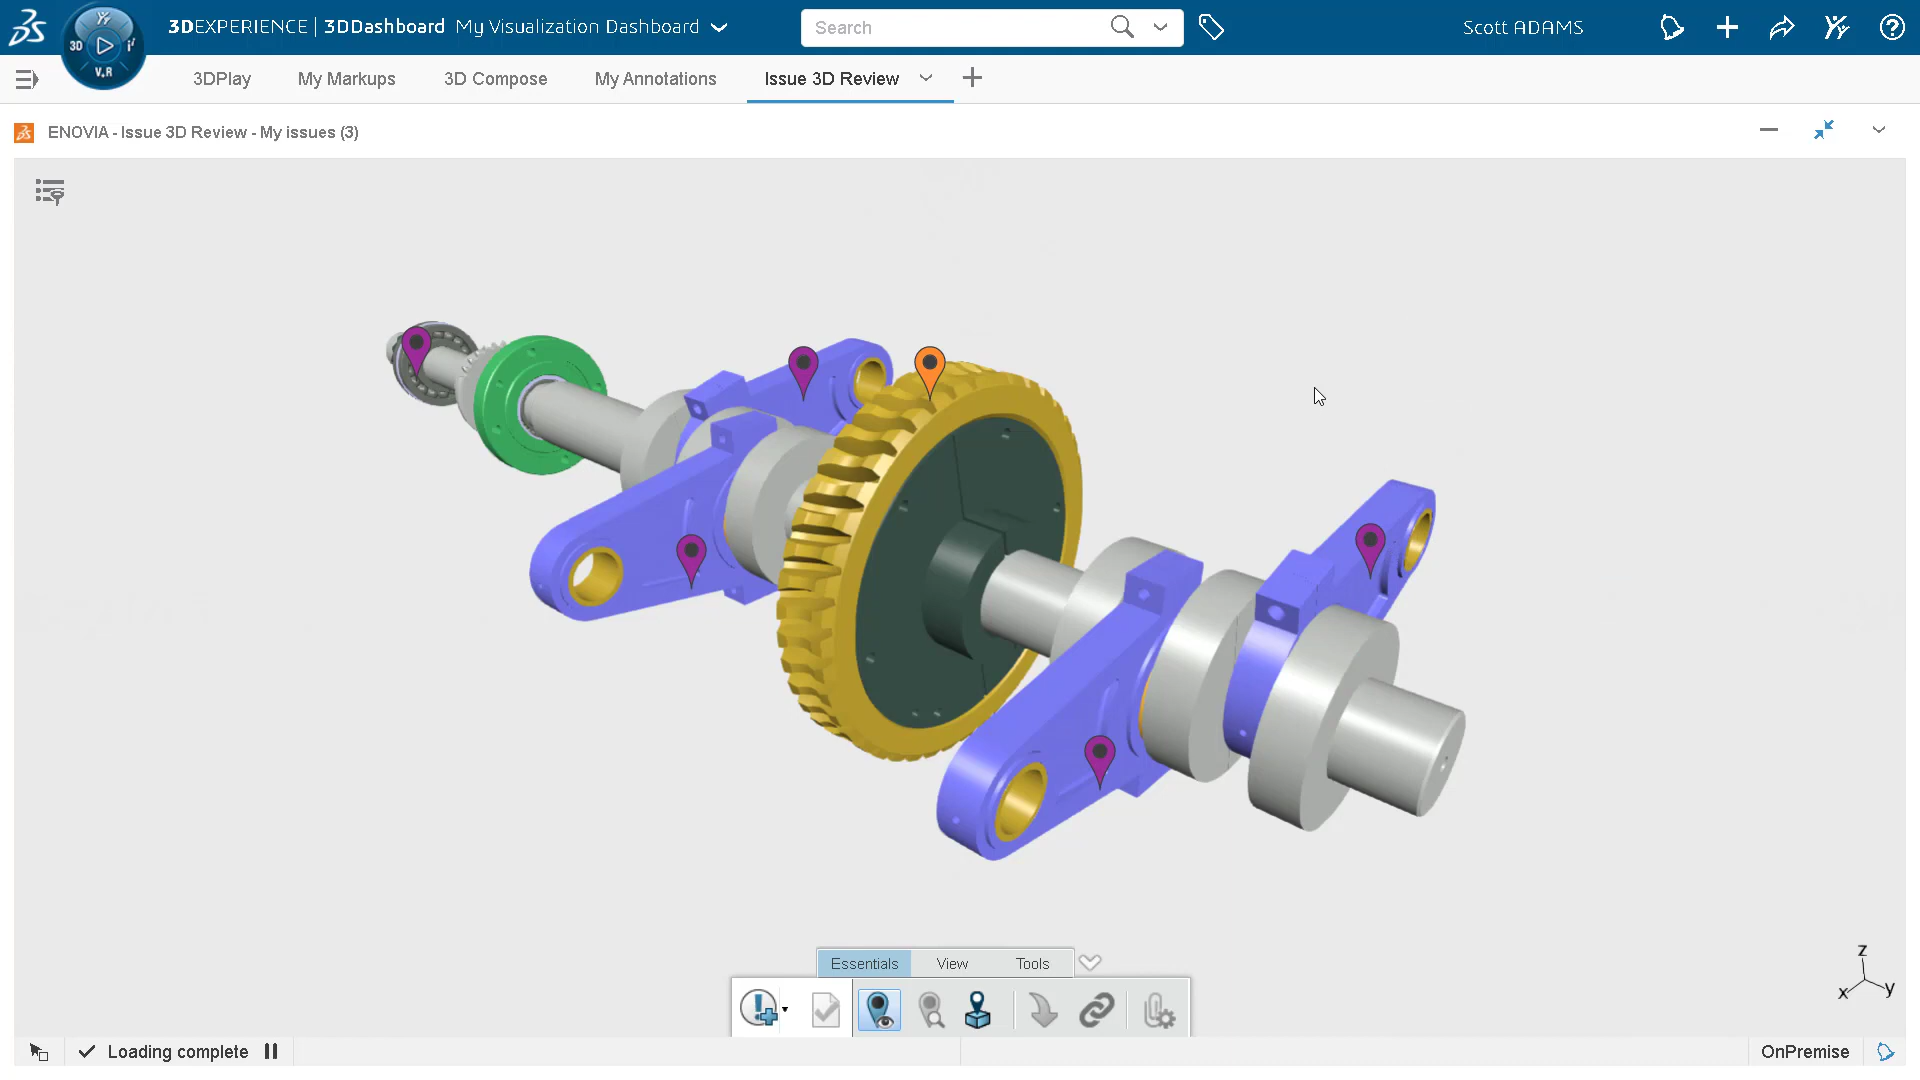 3DEXPERIENCE | 3DDashboard My Visualization Dashboard
Search
Scott ADAMS
3D
V.R
3DPlay
My Markups
3D Compose
My Annotations
Issue 3D Review
ENOVIA - Issue 3D Review - My issues (3)
Essentials
View
Tools
z
x
y
Loading complete
OnPremise